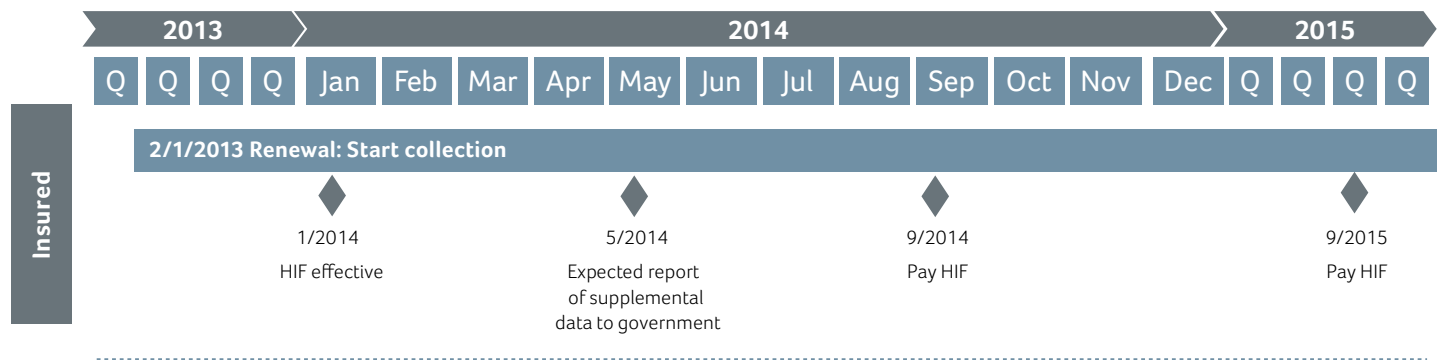 2013 2014 2015
Q Q Q Q Jan Feb Mar Apr May Jun Jul Aug Sep Oct Nov Dec Q Q Q Q
Insured
2/1/2013 Renewal: Start collection
1/2014
HIF effective
5/2014
Expected report
of supplemental
data to government
9/2014
Pay HIF
9/2015
Pay HIF